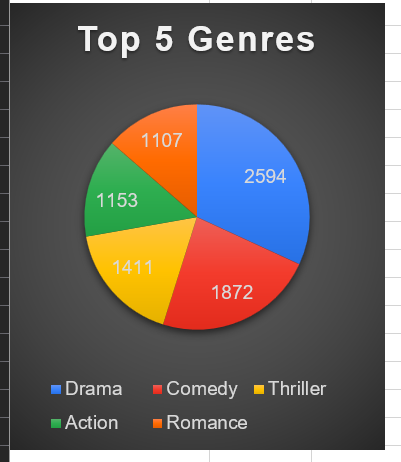 Top 5 Genres
1107
2594
1153
1411
1872
Drama Comedy Thriller
Action Romance